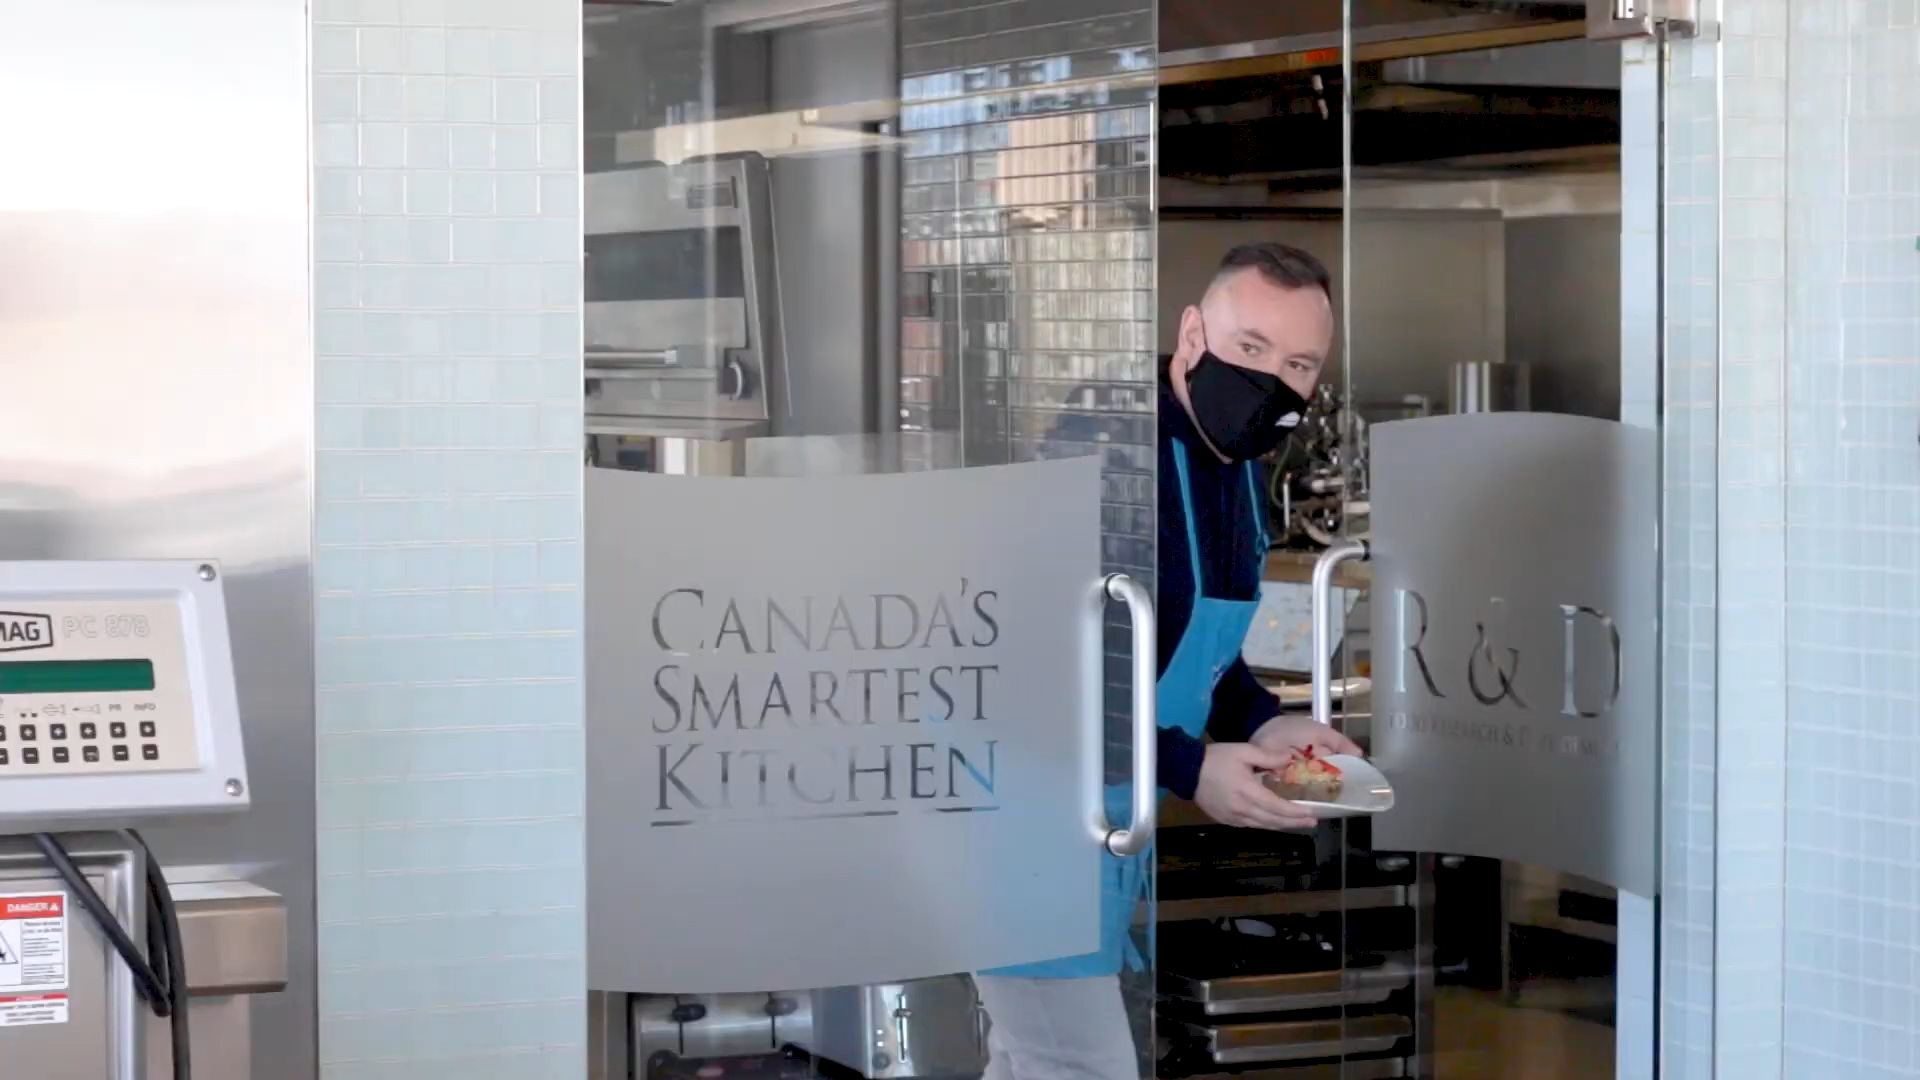 CANADA'S
SMARTEST
KITCHEN
R & D
MAG PC 878
PR INFO
DANGER